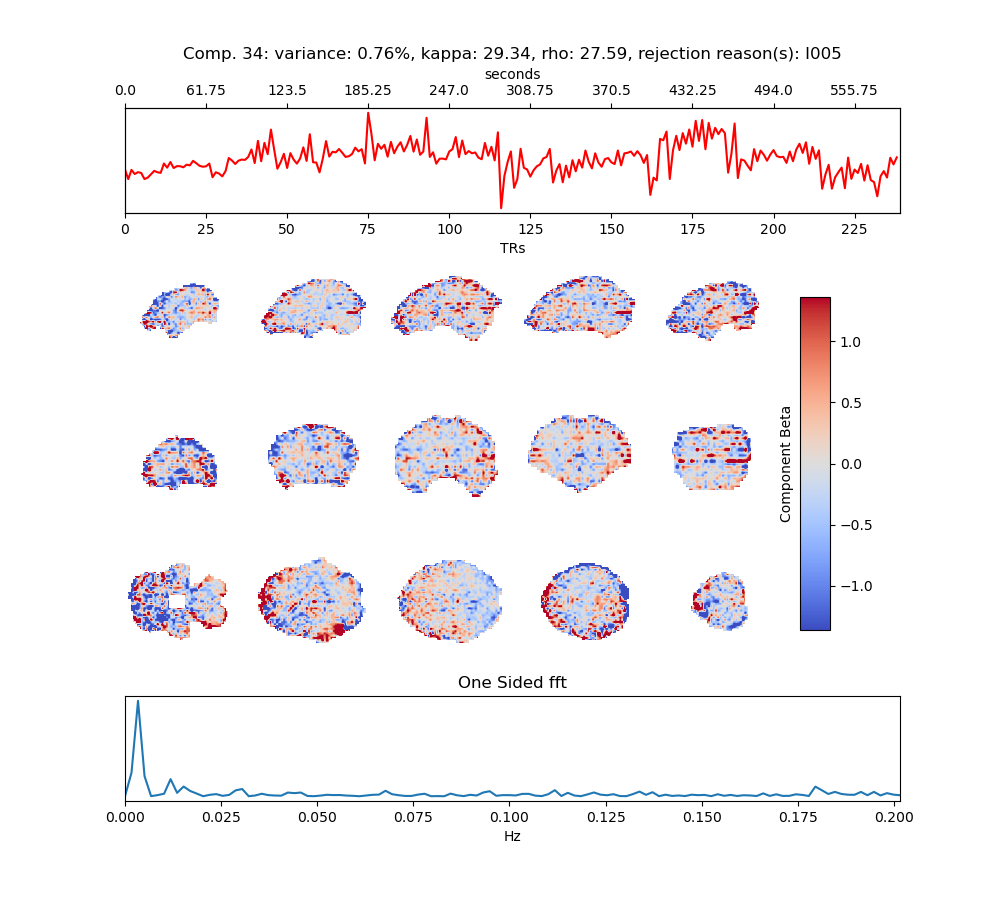 Comp. 34: variance: 0.76%, kappa: 29.34, rho: 27.59, rejection reason(s): I005
seconds
0.0 61.75 123.5 185.25 247.0 308.75 370.5 432.25 494.0 555.75
0 25 50 75 100 125 150 175 200 225
TRs
1.0
0.5
0.0
−0.5
−1.0
Component Beta
One Sided fft
0.000 0.025 0.050 0.075 0.100 0.125 0.150 0.175 0.200
Hz